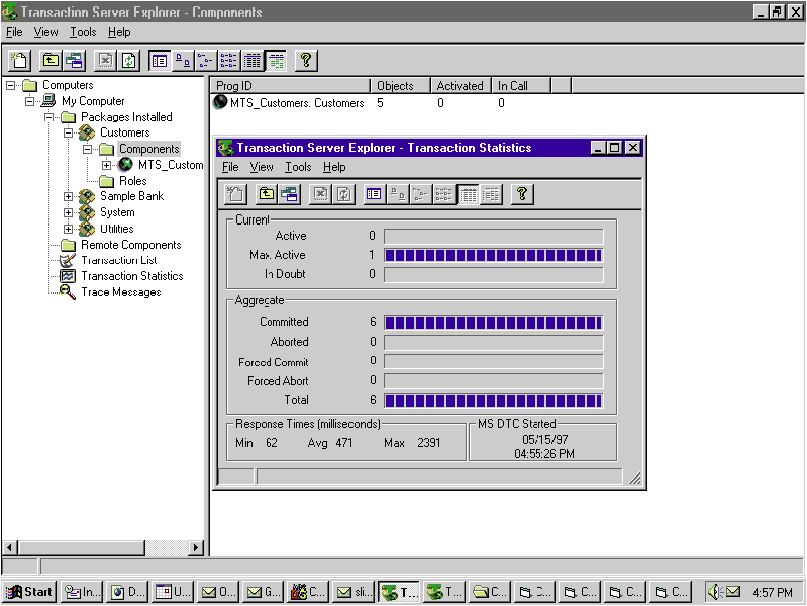 Transaction Server Explorer - Components
File View Tools Help
Computers
My Computer
Packages Installed
Customers
Components
MTS_Custom
Roles
Sample Bank
System
Utilities
Remote Components
Transaction List
Transaction Statistics
Trace Messages
Prog ID Objects Activated In Call
MTS_Customers. Customers 5 0 0
Transaction Server Explorer - Transaction Statistics
File View Tools Help
Current
Active 0
Max. Active 1
In Doubt 0
Aggregate
Committed 6
Aborted 0
Forced Commit 0
Forced Abort 0
Total 6
Response Times (milliseconds)
Min 62 Avg 471 Max 2391
MS DTC Started
05/15/97
04:55:26 PM
Start In... D... U... O... G... C... sli... T... T... C... C... C... C... C... 4:57 PM